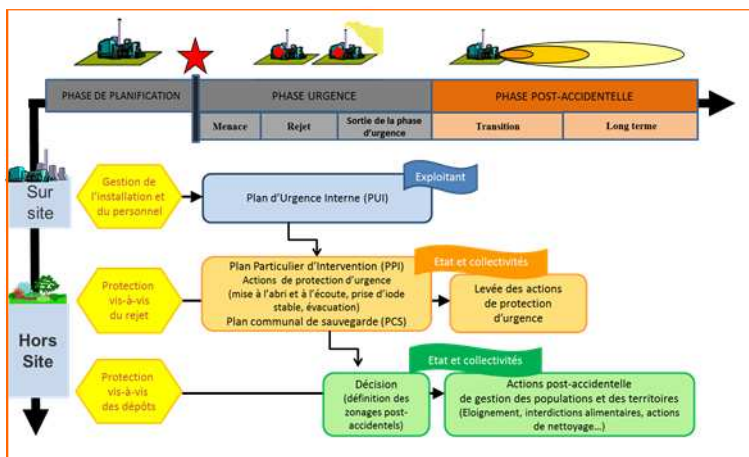 PHASE DE PLANIFICATION
PHASE URGENCE
PHASE POST-ACCIDENTELLE
Menace
Rejet
Sortie de la phase
d'urgence
Transition
Long terme
Sur
site
Gestion de
l'installation et
du personnel
Exploitant
Plan d'Urgence Interne (PUI)
Hors
Site
Protection
vis-à-vis
du rejet
Etat et collectivités
Plan Particulier d'Intervention (PPI)
Actions de protection d'urgence
(mise à l'abri et à l'écoute, prise d'iode
stable, évacuation)
Plan communal de sauvegarde (PCS)
Levée des actions
de protection
d'urgence
Protection
vis-à-vis
des dépôts
Etat et collectivités
Décision
(définition des
zonages post-
accidentels)
Actions post-accidentelle
de gestion des populations et des territoires
(Eloignement, interdictions alimentaires, actions
de nettoyage...)